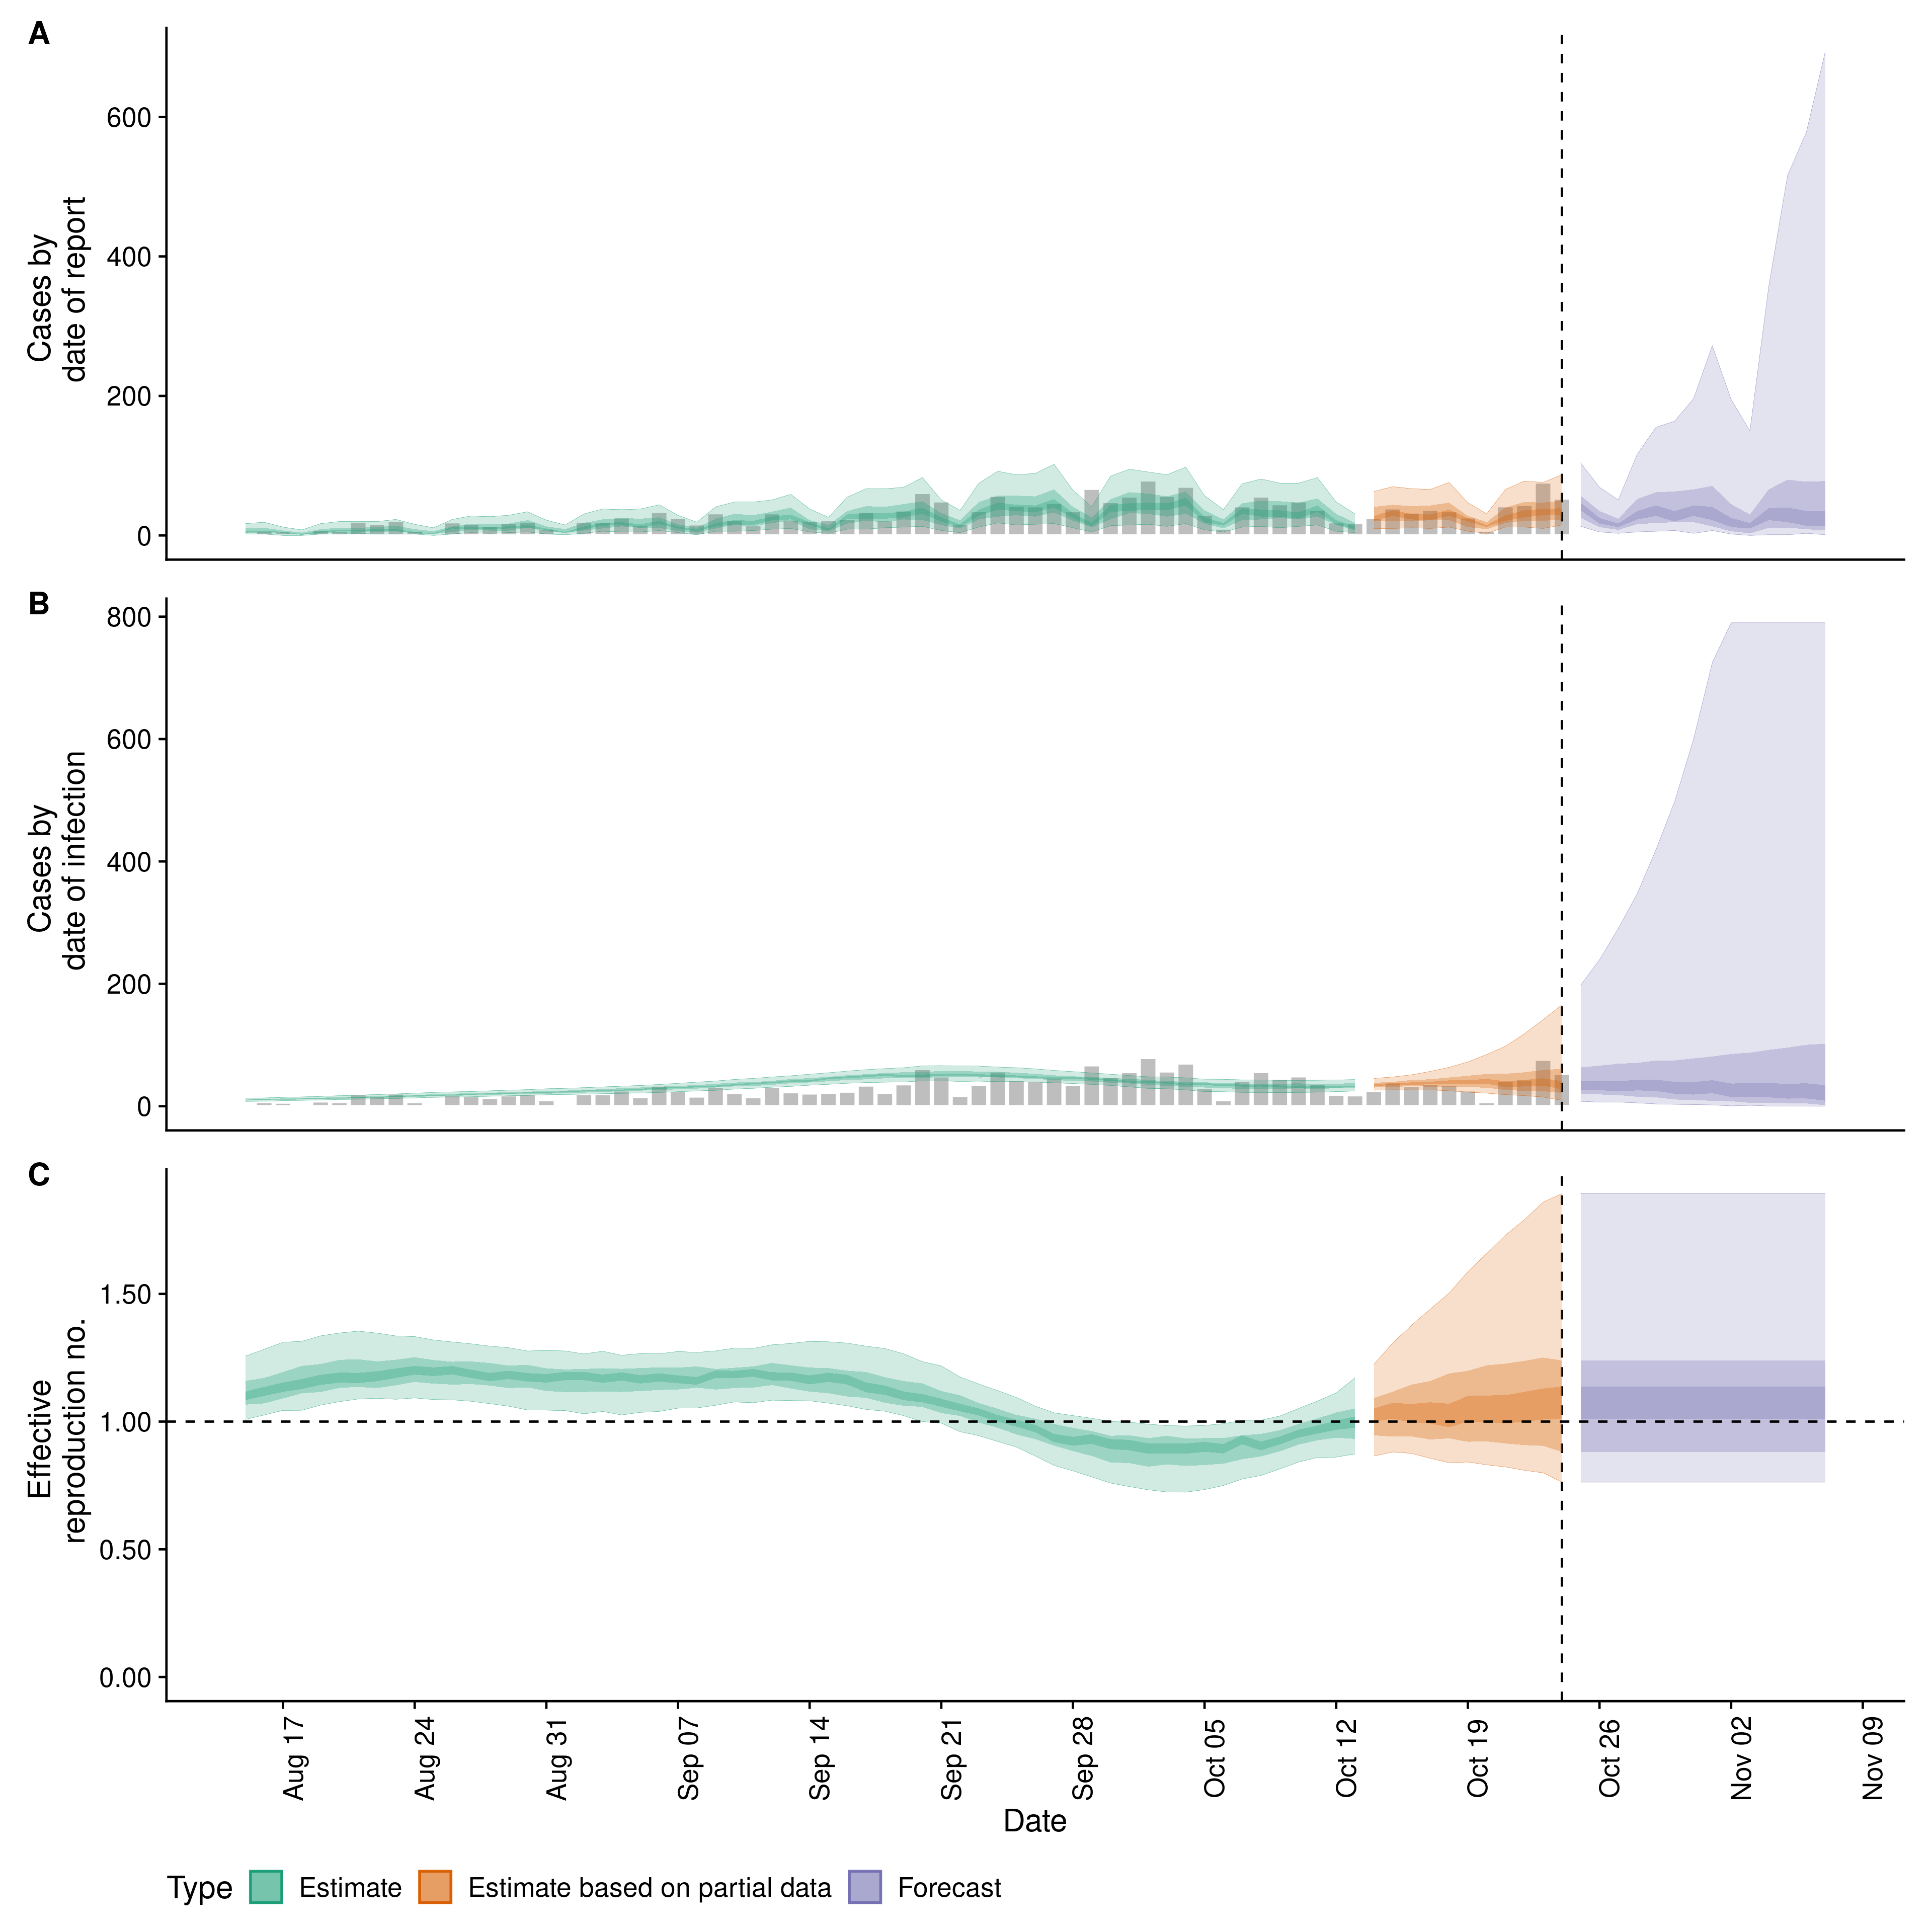 A
Cases by
date of report
600
400
200
0
B
Cases by
date of infection
800
600
400
200
0
C
Effective
reproduction no.
1.50
1.00
0.50
0.00
Aug 17
Aug 24
Aug 31
Sep 07
Sep 14
Sep 21
Sep 28
Oct 05
Oct 12
Oct 19
Oct 26
Nov 02
Nov 09
Date
Type Estimate Estimate based on partial data Forecast